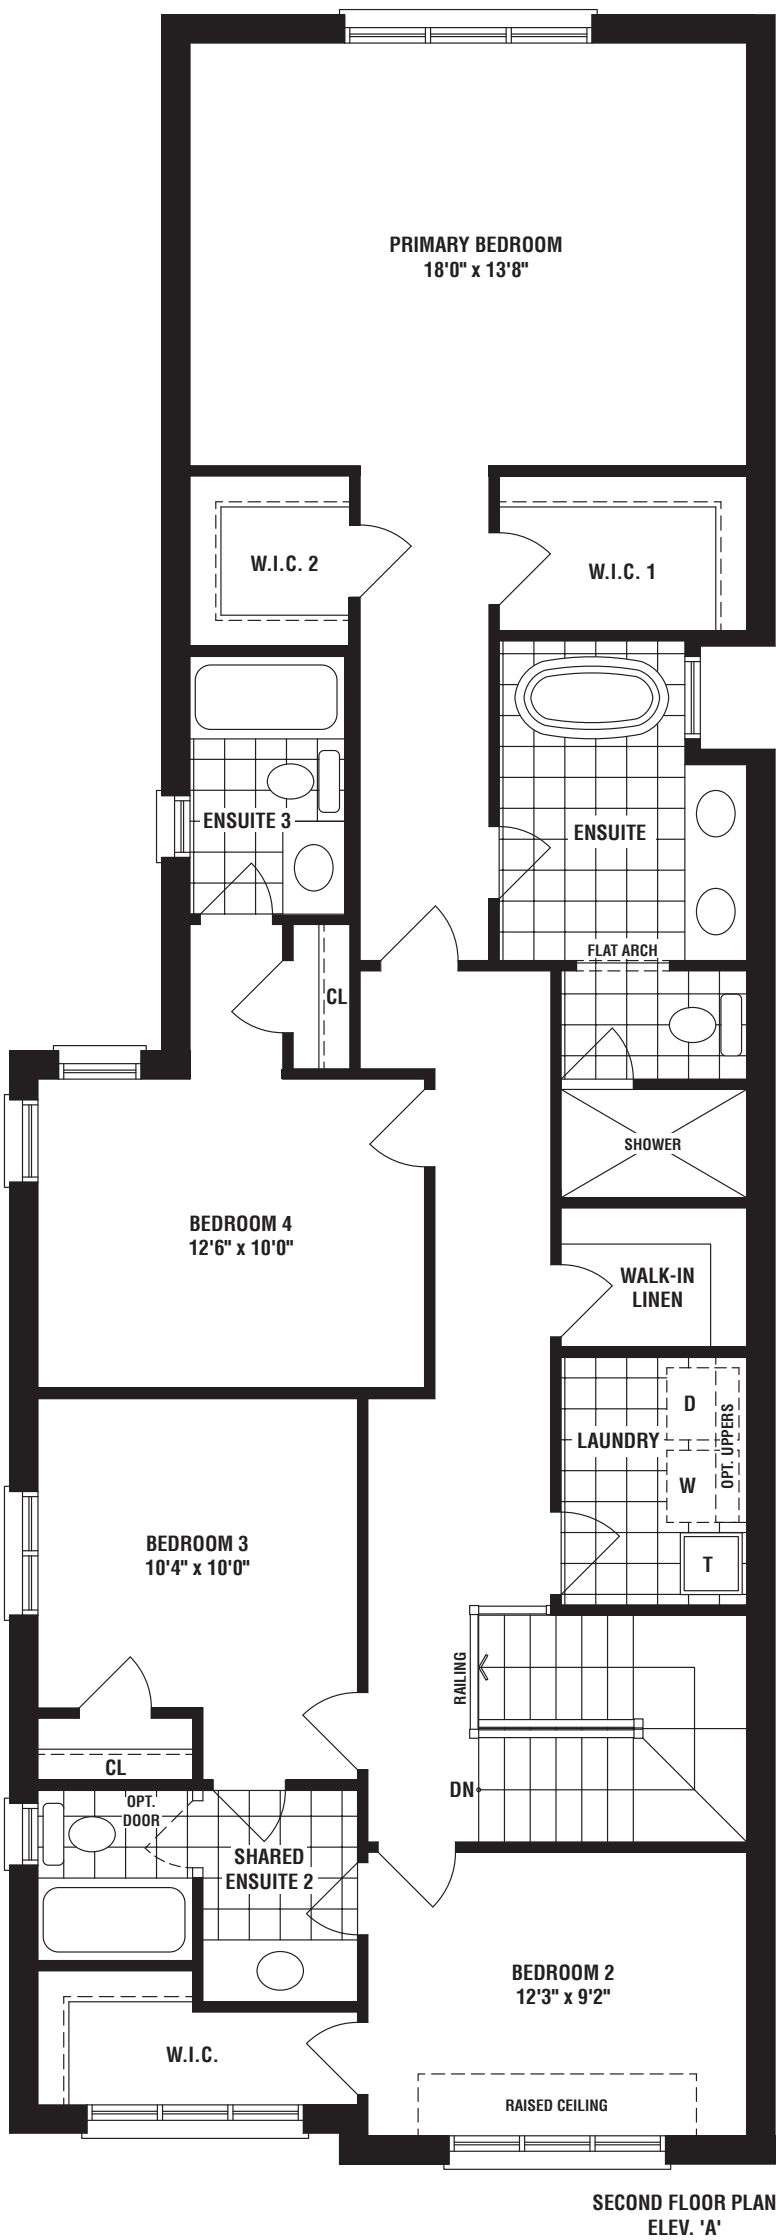 PRIMARY BEDROOM
18'0" x 13'8"
W.I.C. 2
W.I.C. 1
ENSUITE 3
ENSUITE
FLAT ARCH
CL
SHOWER
BEDROOM 4
12'6" x 10'0"
WALK-IN
LINEN
D
OPT. UPPERS
LAUNDRY
W
BEDROOM 3
10'4" x 10'0"
T
RAILING
CL
DN
OPT.
DOOR
SHARED
ENSUITE 2
BEDROOM 2
12'3" x 9'2"
W.I.C.
RAISED CEILING
SECOND FLOOR PLAN
ELEV. 'A'